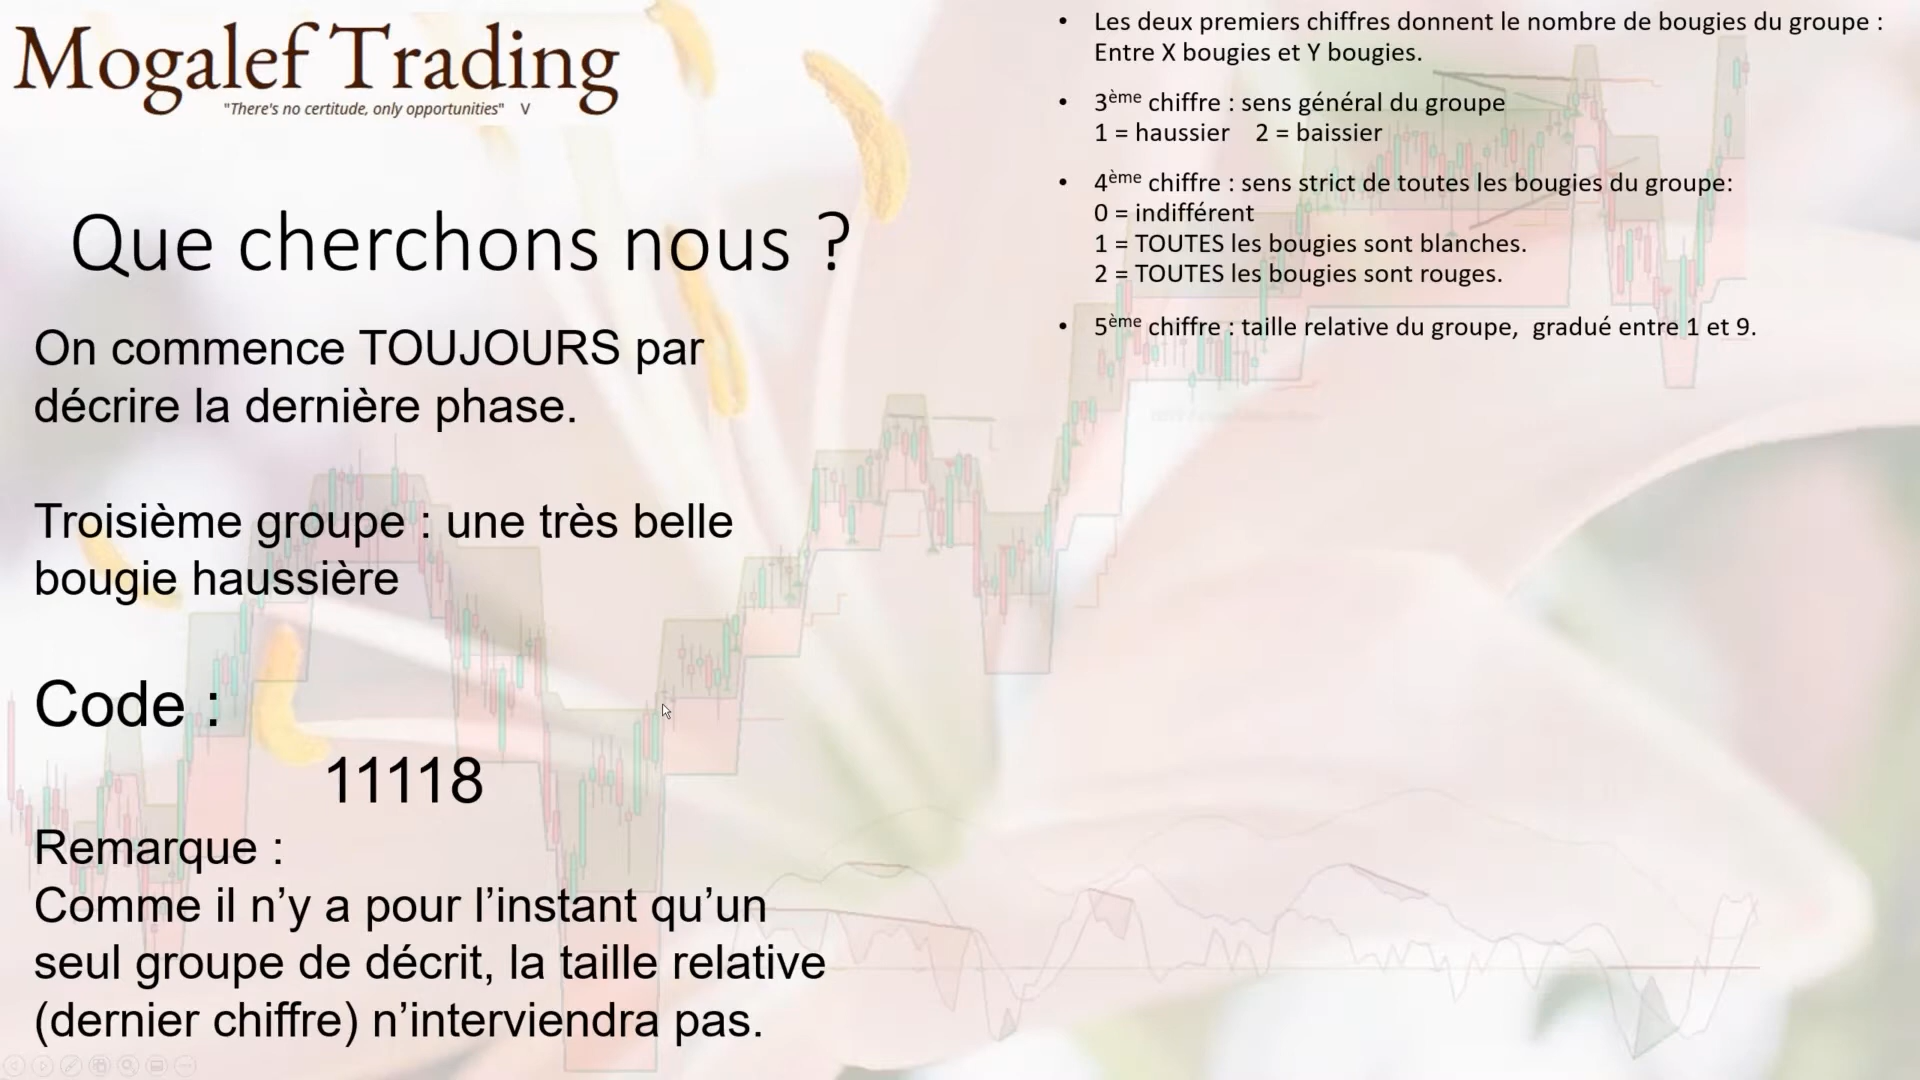 Mogalef Trading
"There's no certitude, only opportunities" V
Que cherchons nous ?
On commence TOUJOURS par
décrire la dernière phase.
Troisième groupe : une très belle
bougie haussière
Code :
11118
Remarque :
Comme il n’y a pour l’instant qu’un
seul groupe de décrit, la taille relative
(dernier chiffre) n’interviendra pas.
• Les deux premiers chiffres donnent le nombre de bougies du groupe :
Entre X bougies et Y bougies.
• 3ème chiffre : sens général du groupe
1 = haussier 2 = baissier
• 4ème chiffre : sens strict de toutes les bougies du groupe:
0 = indifférent
1 = TOUTES les bougies sont blanches.
2 = TOUTES les bougies sont rouges.
• 5ème chiffre : taille relative du groupe, gradué entre 1 et 9.